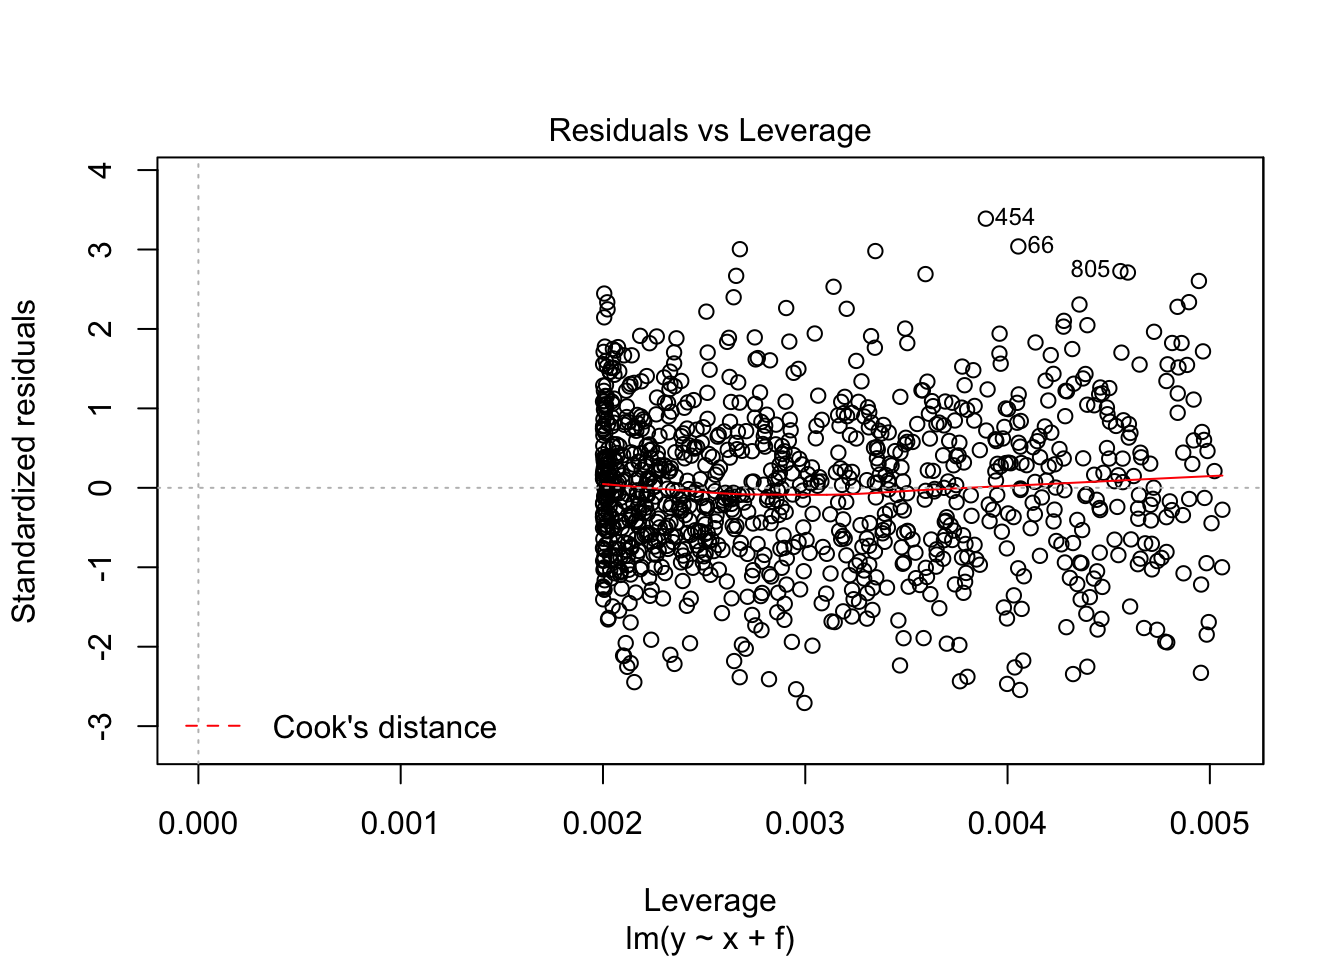 Residuals vs Leverage
4
3
2
1
0
-1
-2
-3
Standardized residuals
454
66
805
Cook's distance
0.000 0.001 0.002 0.003 0.004 0.005
Leverage
lm(y ~ x + f)